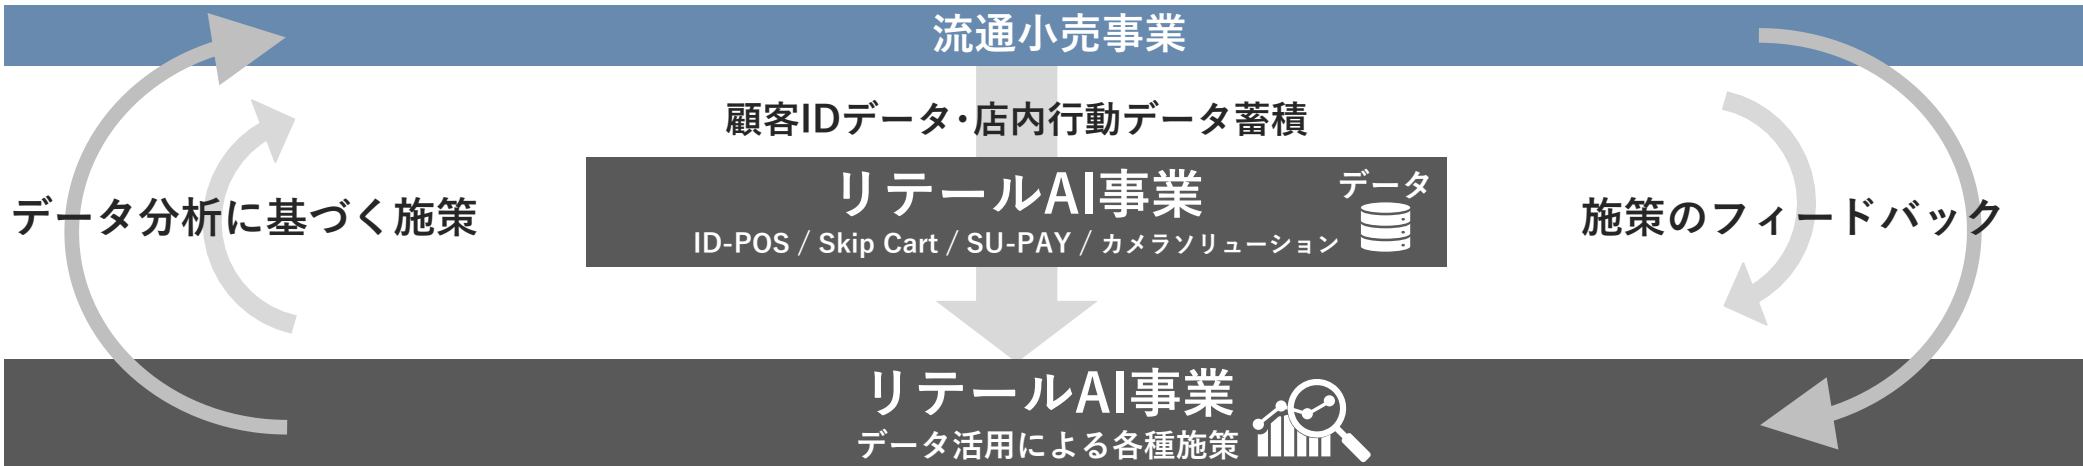 流通小売事業
顧客IDデータ・店内行動データ蓄積
リテールAI事業
データ
ID-POS / Skip Cart / SU-PAY / カメラソリューション
データ分析に基づく施策
施策のフィードバック
リテールAI事業
データ活用による各種施策